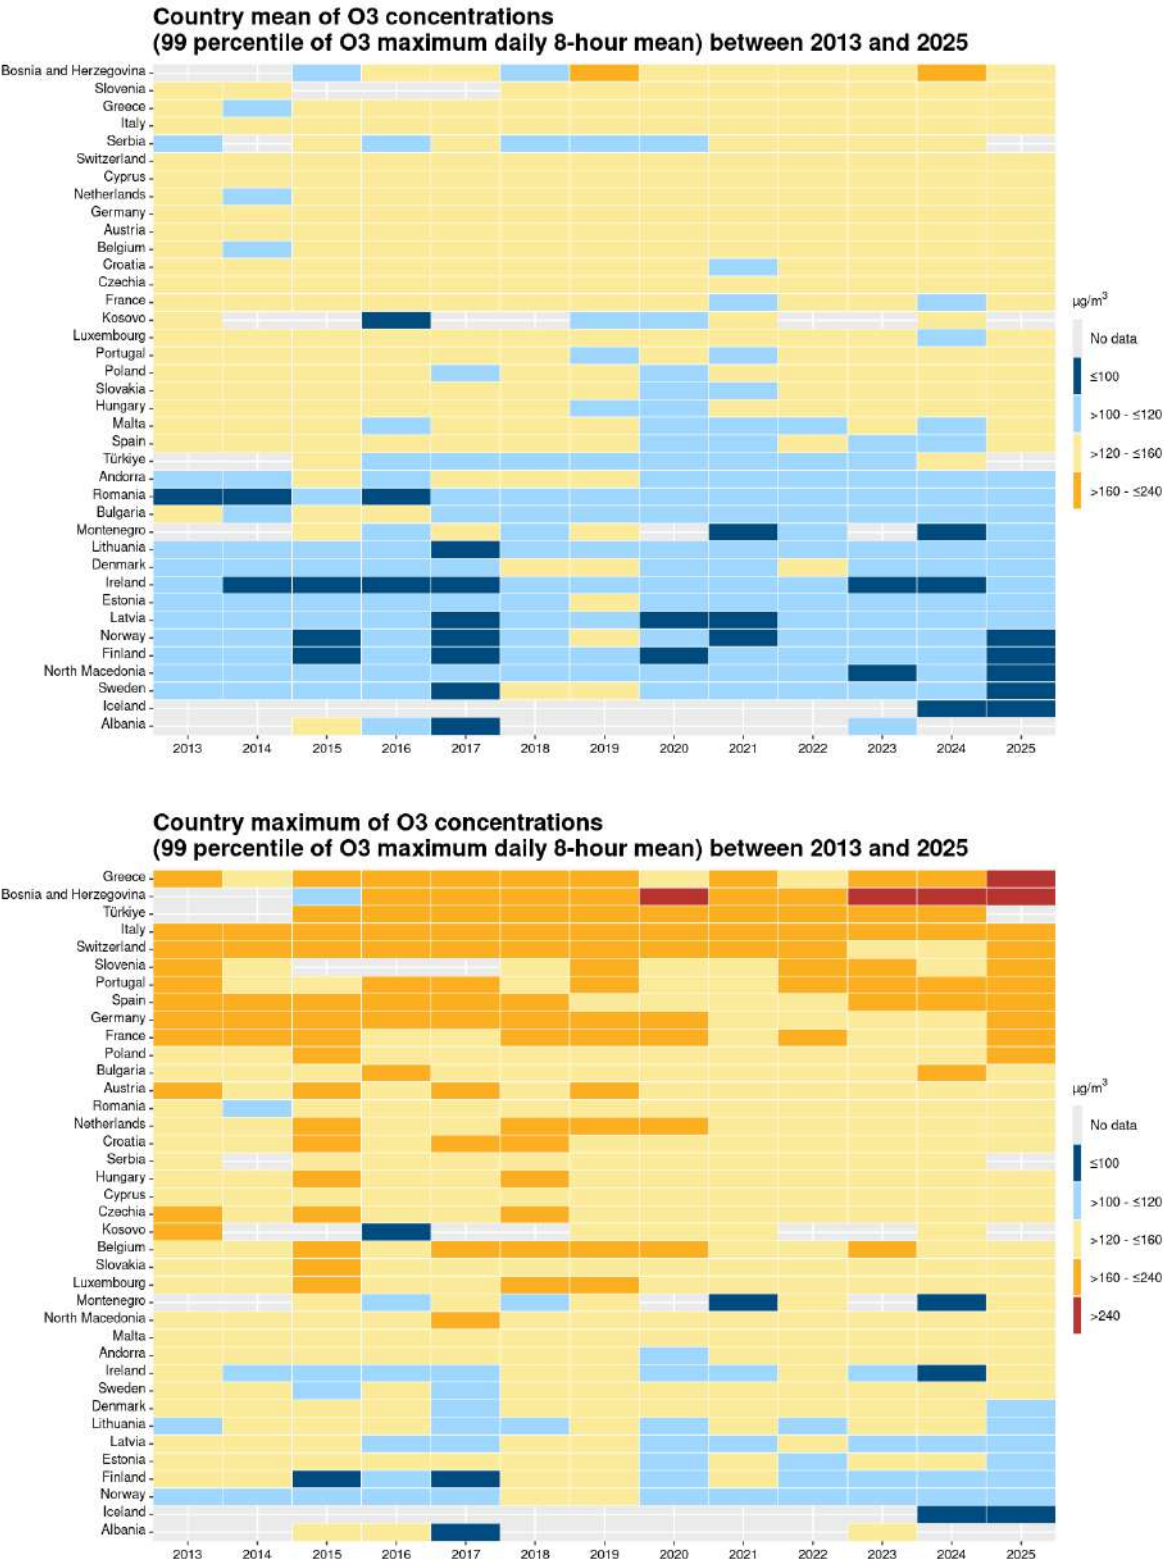 Country mean of O3 concentrations
(99 percentile of O3 maximum daily 8-hour mean) between 2013 and 2025
Bosnia and Herzegovina
Slovenia
Greece
Italy
Serbia
Switzerland
Cyprus
Netherlands
Germany
Austria
Belgium
Croatia
Czechia
France
Kosovo
Luxembourg
Portugal
Poland
Slovakia
Hungary
Malta
Spain
Türkiye
Andorra
Romania
Bulgaria
Montenegro
Lithuania
Denmark
Ireland
Estonia
Latvia
Norway
Finland
North Macedonia
Sweden
Iceland
Albania
2013 2014 2015 2016 2017 2018 2019 2020 2021 2022 2023 2024 2025
µg/m³
No data
≤100
>100 - ≤120
>120 - ≤160
>160 - ≤240
Country maximum of O3 concentrations
(99 percentile of O3 maximum daily 8-hour mean) between 2013 and 2025
Greece
Bosnia and Herzegovina
Türkiye
Italy
Switzerland
Slovenia
Portugal
Spain
Germany
France
Poland
Bulgaria
Austria
Romania
Netherlands
Croatia
Serbia
Hungary
Cyprus
Czechia
Kosovo
Belgium
Slovakia
Luxembourg
Montenegro
North Macedonia
Malta
Andorra
Ireland
Sweden
Denmark
Lithuania
Latvia
Estonia
Finland
Norway
Iceland
Albania
2013 2014 2015 2016 2017 2018 2019 2020 2021 2022 2023 2024 2025
µg/m³
No data
≤100
>100 - ≤120
>120 - ≤160
>160 - ≤240
>240